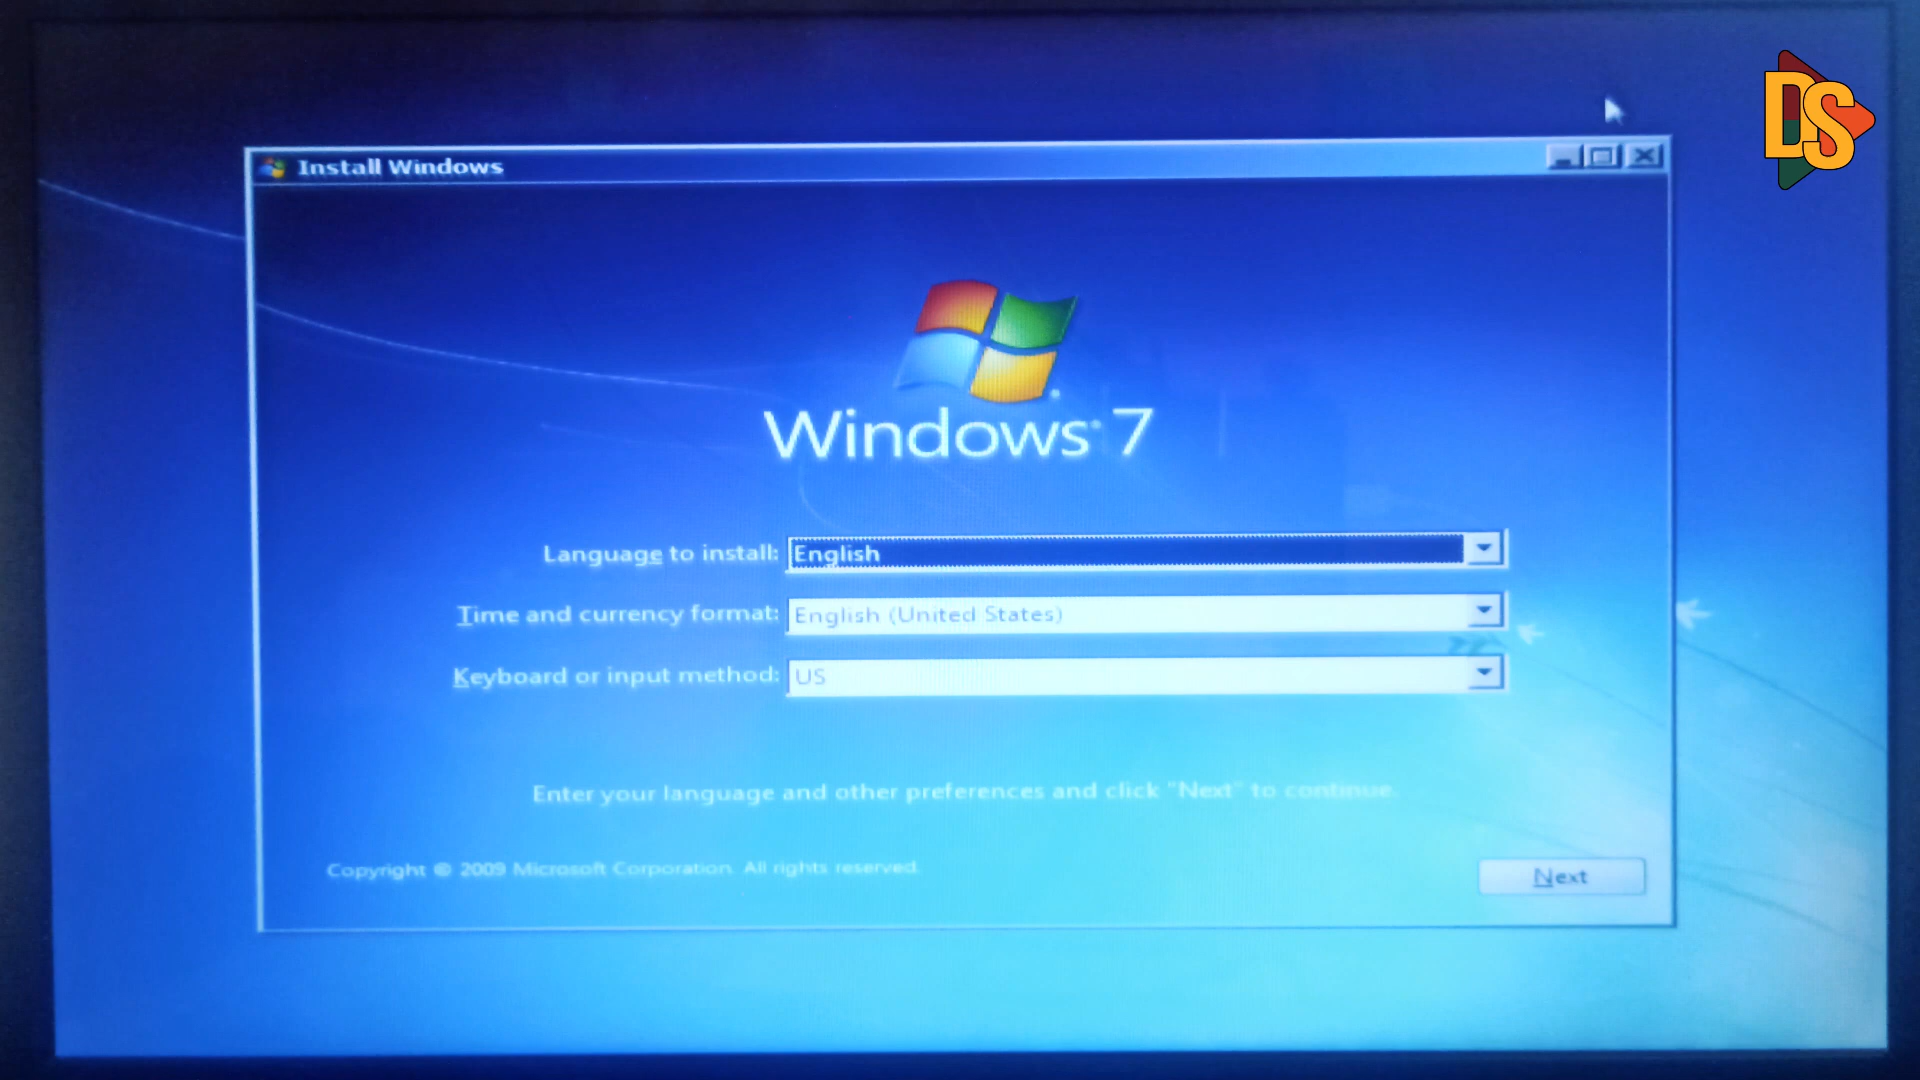 DS
Install Windows
Windows 7
Language to install: English
Time and currency format: English (United States)
Keyboard or input method: US
Enter your language and other preferences and click "Next" to continue.
Copyright © 2009 Microsoft Corporation. All rights reserved.
Next